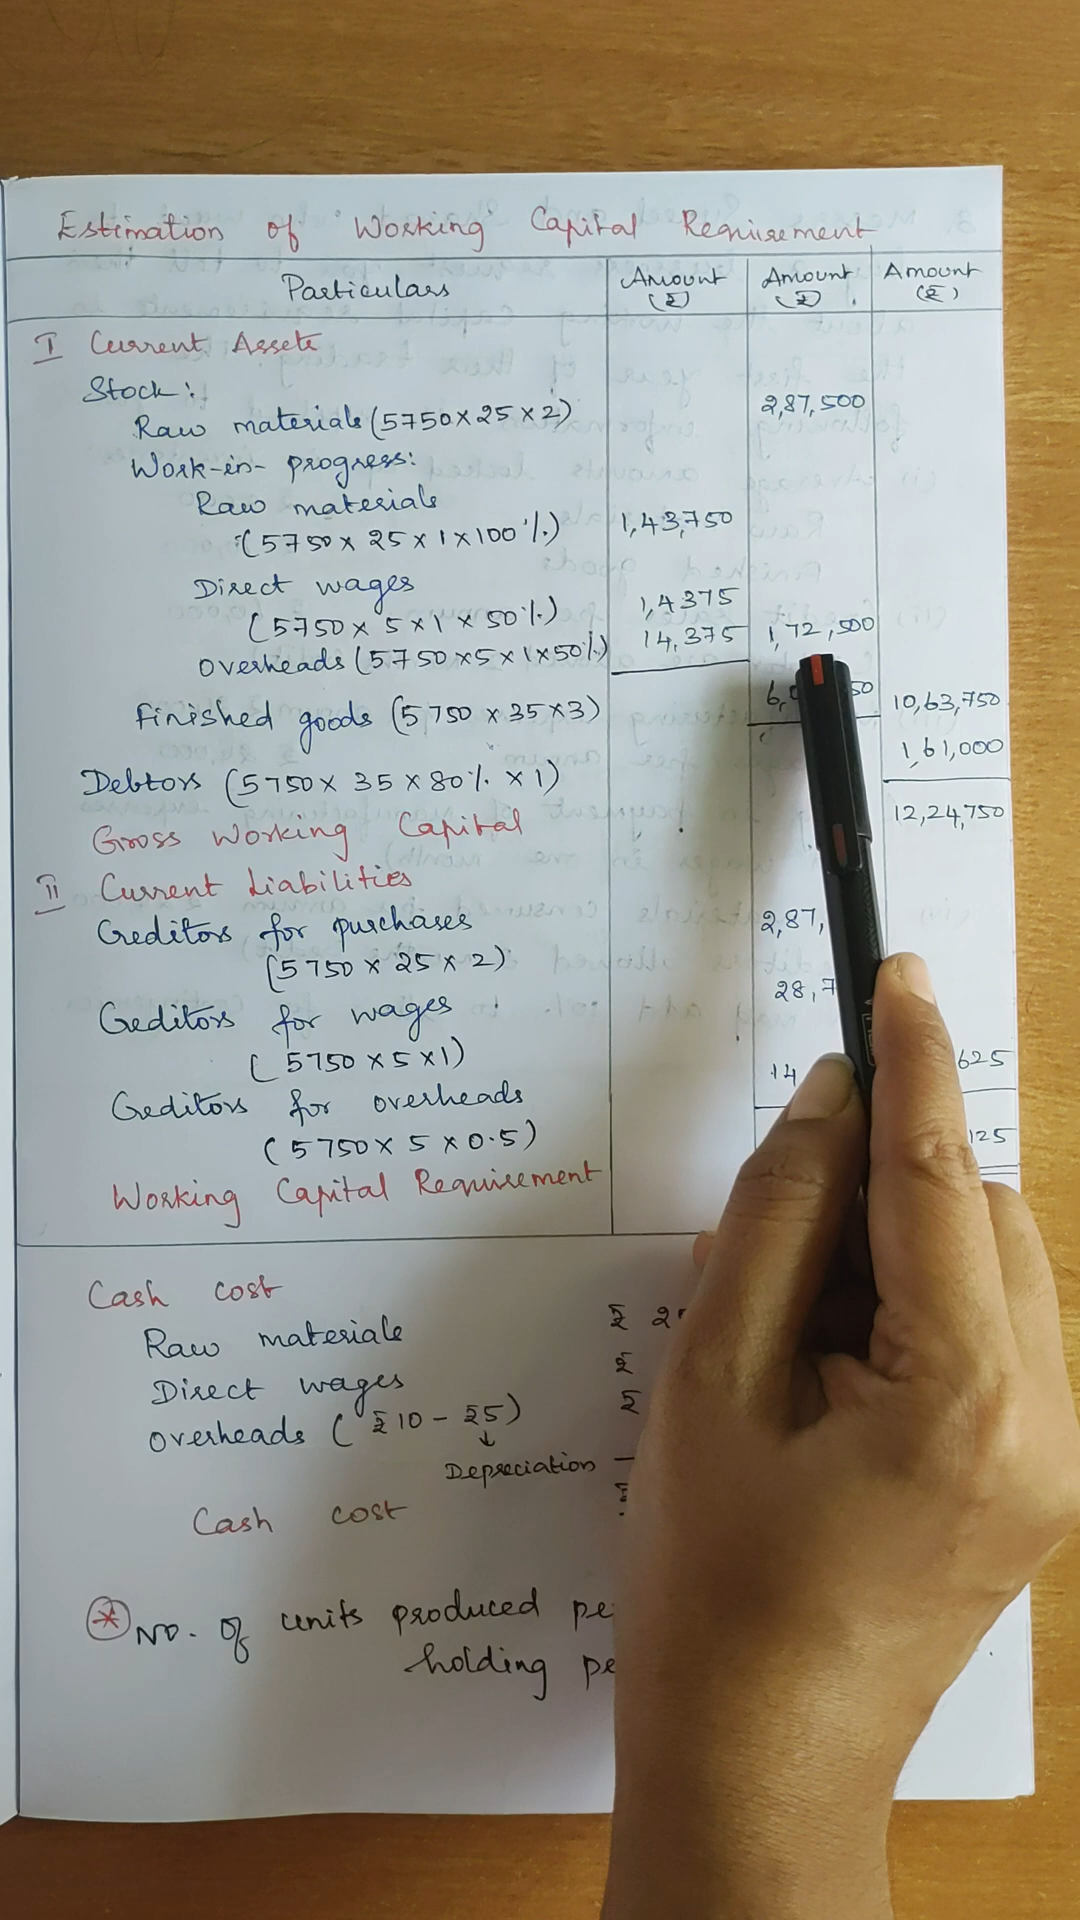 Estimation of Working Capital Requirement
Particulars Amount (₹) Amount (₹) Amount (₹)
I Current Assets
Stock:
Raw materials (5750 x 25 x 2) 2,87,500
Work-in-progress:
Raw materials
(5750 x 25 x 1 x 100%) 1,43,750
Direct wages
(5750 x 5 x 1 x 50%) 1,4375
Overheads (5750 x 5 x 1 x 50%) 14,375 1,72,500
Finished goods (5750 x 35 x 3) 10,63,750
Debtors (5750 x 35 x 80% x 1) 1,61,000
Gross Working Capital 12,24,750
II Current Liabilities
Creditors for purchases
(5750 x 25 x 2) 2,87,
Creditors for wages
(5750 x 5 x 1) 28,7
Creditors for overheads
(5750 x 5 x 0.5) 14 625
Working Capital Requirement 125
Cash cost
Raw materials ₹ 25
Direct wages ₹
Overheads (₹10 - ₹5) ₹
↓
Depreciation
Cash cost ₹
* No. of units produced pe
holding pe